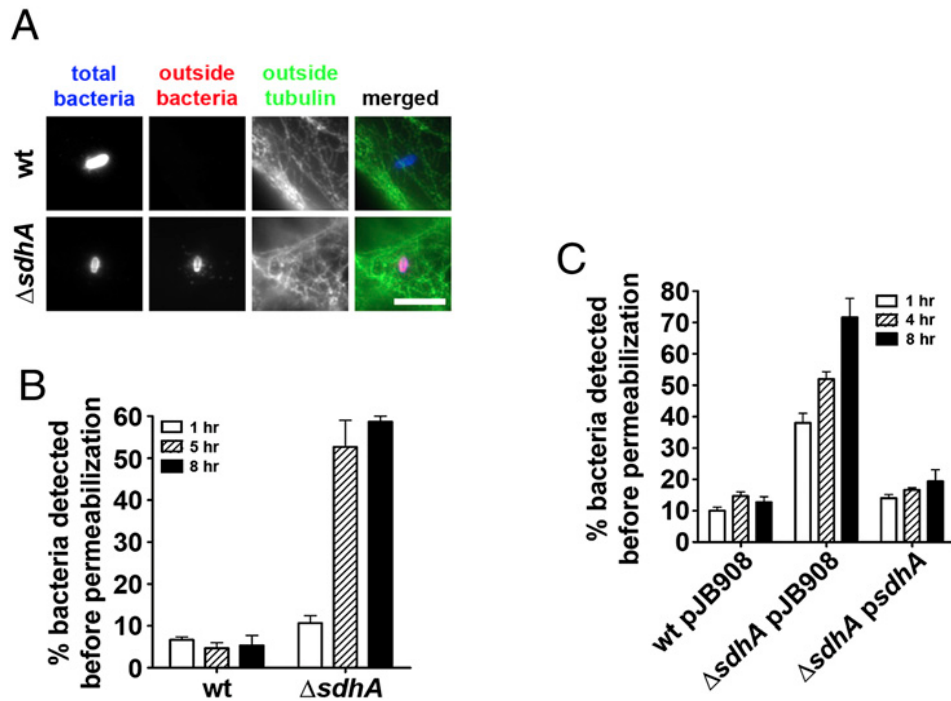 A
total bacteria
outside bacteria
outside tubulin
merged
wt
ΔsdhA
B
% bacteria detected before permeabilization
60
50
40
30
20
10
0
1 hr
5 hr
8 hr
wt
ΔsdhA
C
% bacteria detected before permeabilization
80
70
60
50
40
30
20
10
0
1 hr
4 hr
8 hr
wt pJB908
ΔsdhA pJB908
ΔsdhA psdhA